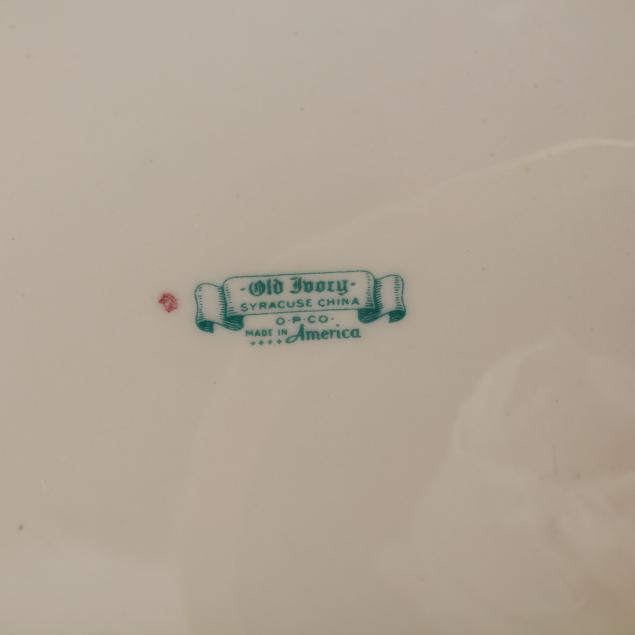 -Old Ivory-
SYRACUSE CHINA
O·P·CO·
MADE IN America
++++